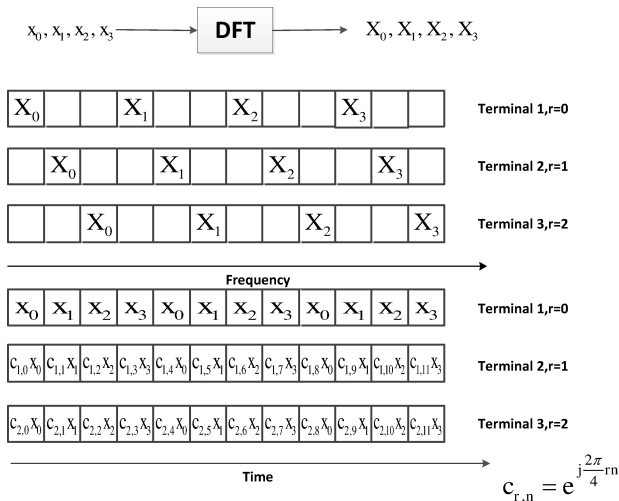 x₀, x₁, x₂, x₃ DFT X₀, X₁, X₂, X₃
X₀ X₁ X₂ X₃ Terminal 1,r=0
X₀ X₁ X₂ X₃ Terminal 2,r=1
X₀ X₁ X₂ X₃ Terminal 3,r=2
Frequency
x₀ x₁ x₂ x₃ x₀ x₁ x₂ x₃ x₀ x₁ x₂ x₃ Terminal 1,r=0
c₁,₀x₀ c₁,₁x₁ c₁,₂x₂ c₁,₃x₃ c₁,₄x₀ c₁,₅x₁ c₁,₆x₂ c₁,₇x₃ c₁,₈x₀ c₁,₉x₁ c₁,₁₀x₂ c₁,₁₁x₃ Terminal 2,r=1
c₂,₀x₀ c₂,₁x₁ c₂,₂x₂ c₂,₃x₃ c₂,₄x₀ c₂,₅x₁ c₂,₆x₂ c₂,₇x₃ c₂,₈x₀ c₂,₉x₁ c₂,₁₀x₂ c₂,₁₁x₃ Terminal 3,r=2
Time
c_{r,n} = e^{j\frac{2π}{4}rn}